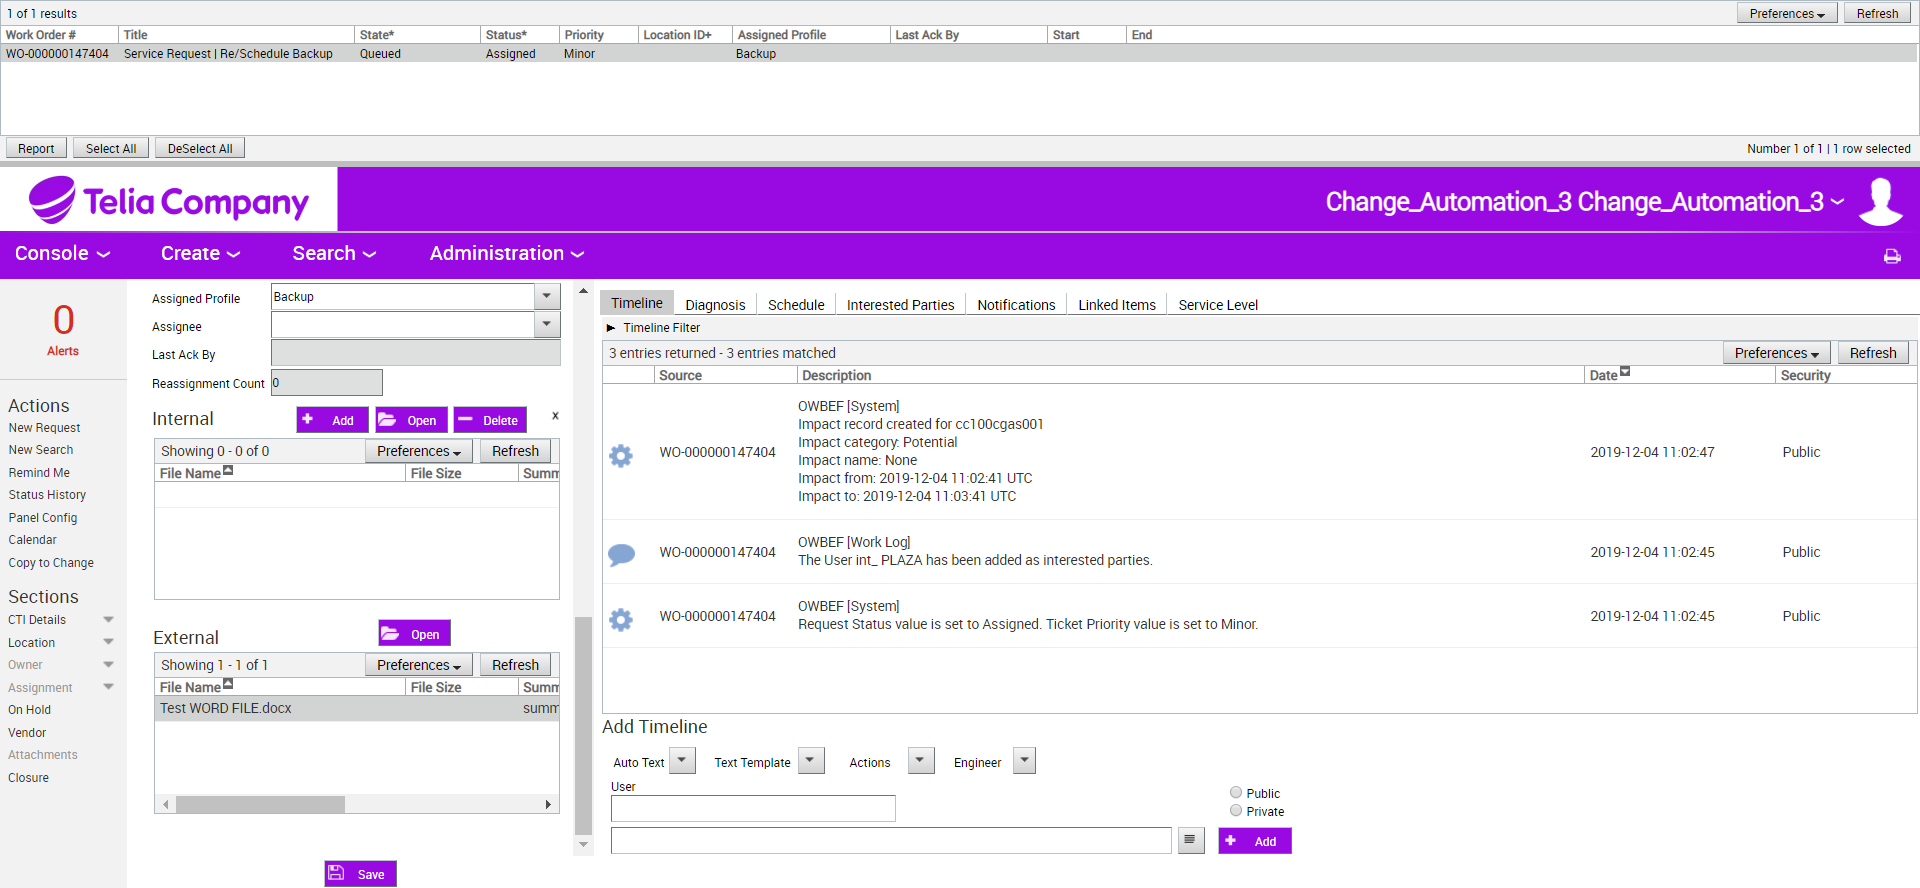 1 of 1 results
Preferences
Refresh
Work Order # Title State* Status* Priority Location ID+ Assigned Profile Last Ack By Start End
WO-000000147404 Service Request | Re/Schedule Backup Queued Assigned Minor Backup
Report Select All DeSelect All
Number 1 of 1 | 1 row selected
Telia Company
Change_Automation_3 Change_Automation_3
Console Create Search Administration
0
Alerts
Actions
New Request
New Search
Remind Me
Status History
Panel Config
Calendar
Copy to Change
Sections
CTI Details
Location
Owner
Assignment
On Hold
Vendor
Attachments
Closure
Assigned Profile Backup
Assignee
Last Ack By
Reassignment Count 0
Internal Add Open Delete x
Showing 0 - 0 of 0 Preferences Refresh
File Name File Size Summ
External Open
Showing 1 - 1 of 1 Preferences Refresh
File Name File Size Summ
Test WORD FILE.docx summ
Save
Timeline Diagnosis Schedule Interested Parties Notifications Linked Items Service Level
Timeline Filter
3 entries returned - 3 entries matched Preferences Refresh
Source Description Date Security
OWBEF [System]
Impact record created for cc100cgas001
Impact category: Potential
WO-000000147404 Impact name: None 2019-12-04 11:02:47 Public
Impact from: 2019-12-04 11:02:41 UTC
Impact to: 2019-12-04 11:03:41 UTC
OWBEF [Work Log]
WO-000000147404 The User int_ PLAZA has been added as interested parties. 2019-12-04 11:02:45 Public
OWBEF [System]
WO-000000147404 Request Status value is set to Assigned. Ticket Priority value is set to Minor. 2019-12-04 11:02:45 Public
Add Timeline
Auto Text Text Template Actions Engineer
User
Public
Private
Add